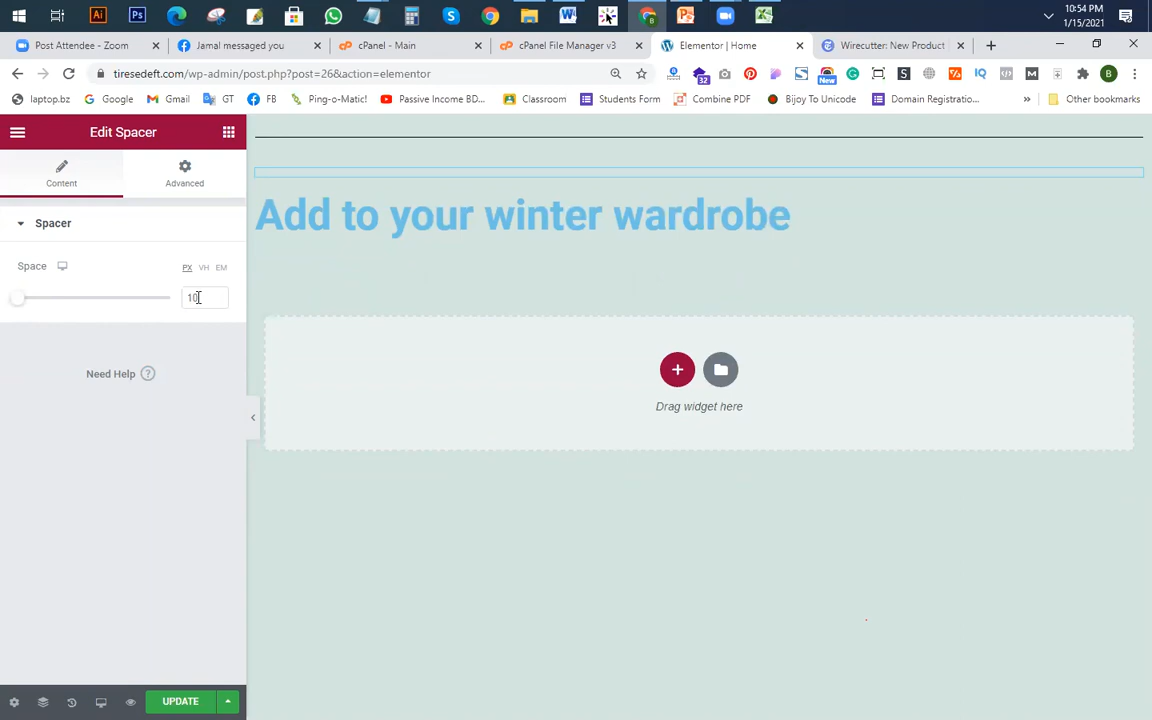 10:54 PM
1/15/2021
Post Attendee - Zoom
Jamal messaged you
cPanel - Main
cPanel File Manager v3
Elementor | Home
Wirecutter: New Product
tiresedeft.com/wp-admin/post.php?post=26&action=elementor
laptop.bz
Google
Gmail
GT
FB
Ping-o-Matic!
Passive Income BD...
Classroom
Students Form
Combine PDF
Bijoy To Unicode
Domain Registratio...
Other bookmarks
Edit Spacer
Content
Advanced
Spacer
Space
PX VH EM
10
Need Help
UPDATE
Add to your winter wardrobe
Drag widget here